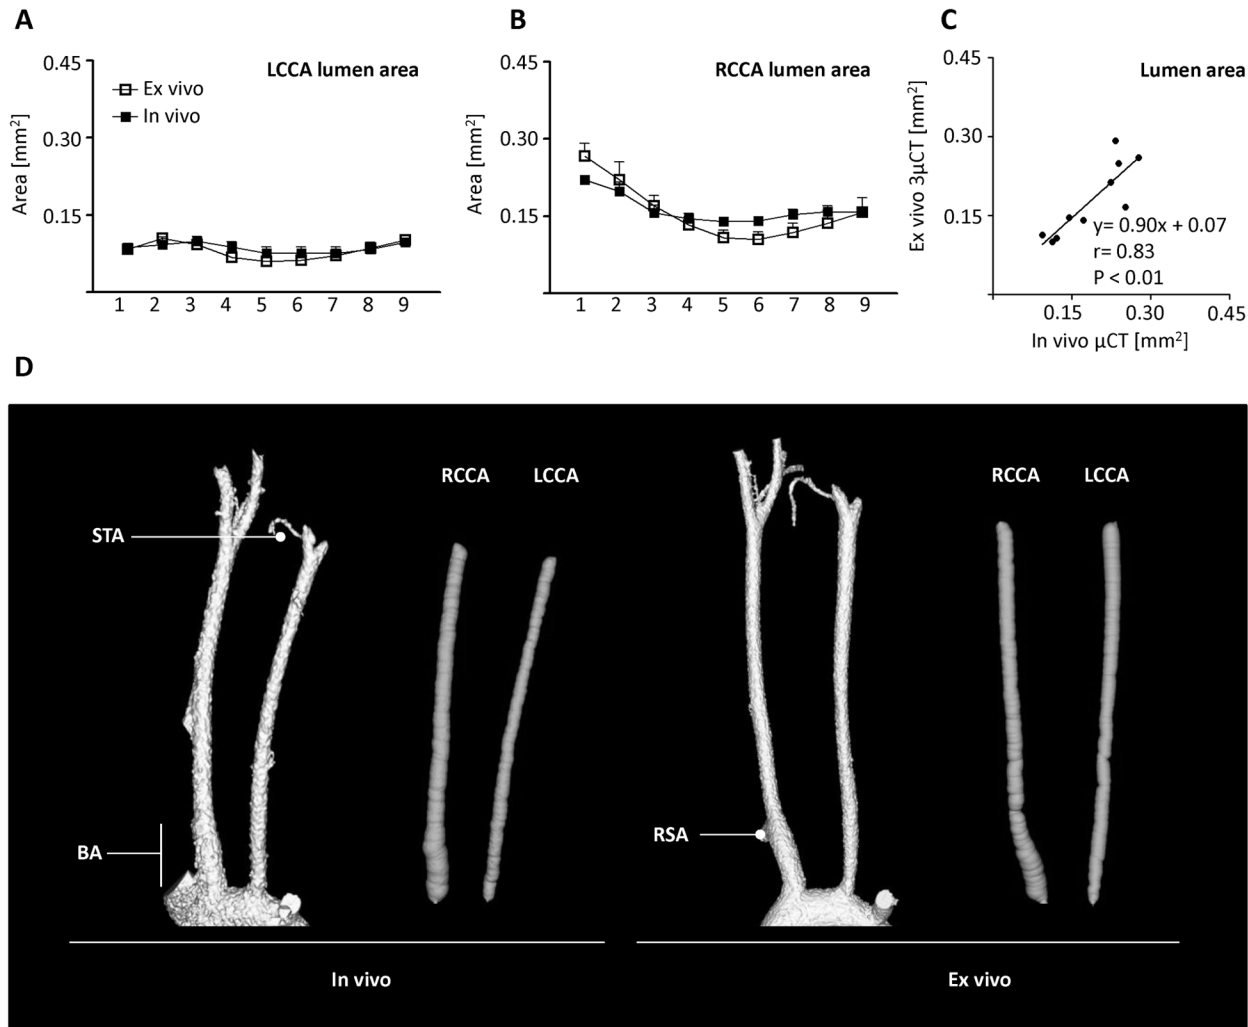 A
LCCA lumen area
Area [mm²]
0.45
0.30
0.15
Ex vivo
In vivo
1 2 3 4 5 6 7 8 9
B
RCCA lumen area
Area [mm²]
0.45
0.30
0.15
1 2 3 4 5 6 7 8 9
C
Lumen area
Ex vivo 3µCT [mm²]
0.45
0.30
0.15
y= 0.90x + 0.07
r= 0.83
P < 0.01
0.15 0.30 0.45
In vivo µCT [mm²]
D
RCCA LCCA
STA
BA
In vivo
RCCA LCCA
RSA
Ex vivo